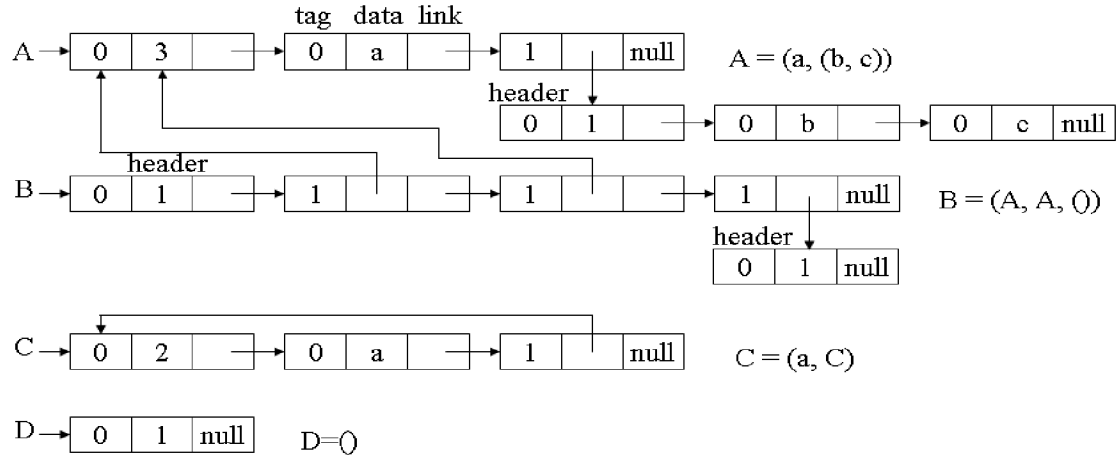 tag data link
A 0 3 0 a 1 null A = (a, (b, c))
header
0 1 0 b 0 c null
header
B 0 1 1 1 1 null B = (A, A, ())
header
0 1 null
C 0 2 0 a 1 null C = (a, C)
D 0 1 null D=()